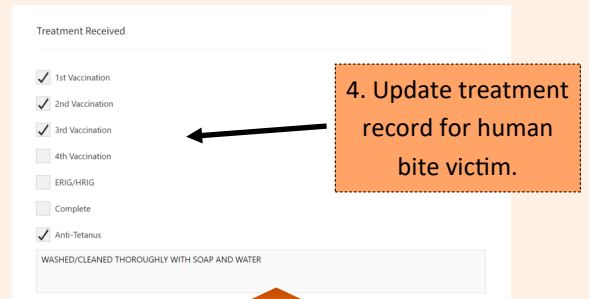 Treatment Received
1st Vaccination
2nd Vaccination
3rd Vaccination
4th Vaccination
ERIG/HRIG
Complete
Anti-Tetanus
WASHED/CLEANED THOROUGHLY WITH SOAP AND WATER
4. Update treatment
record for human
bite victim.